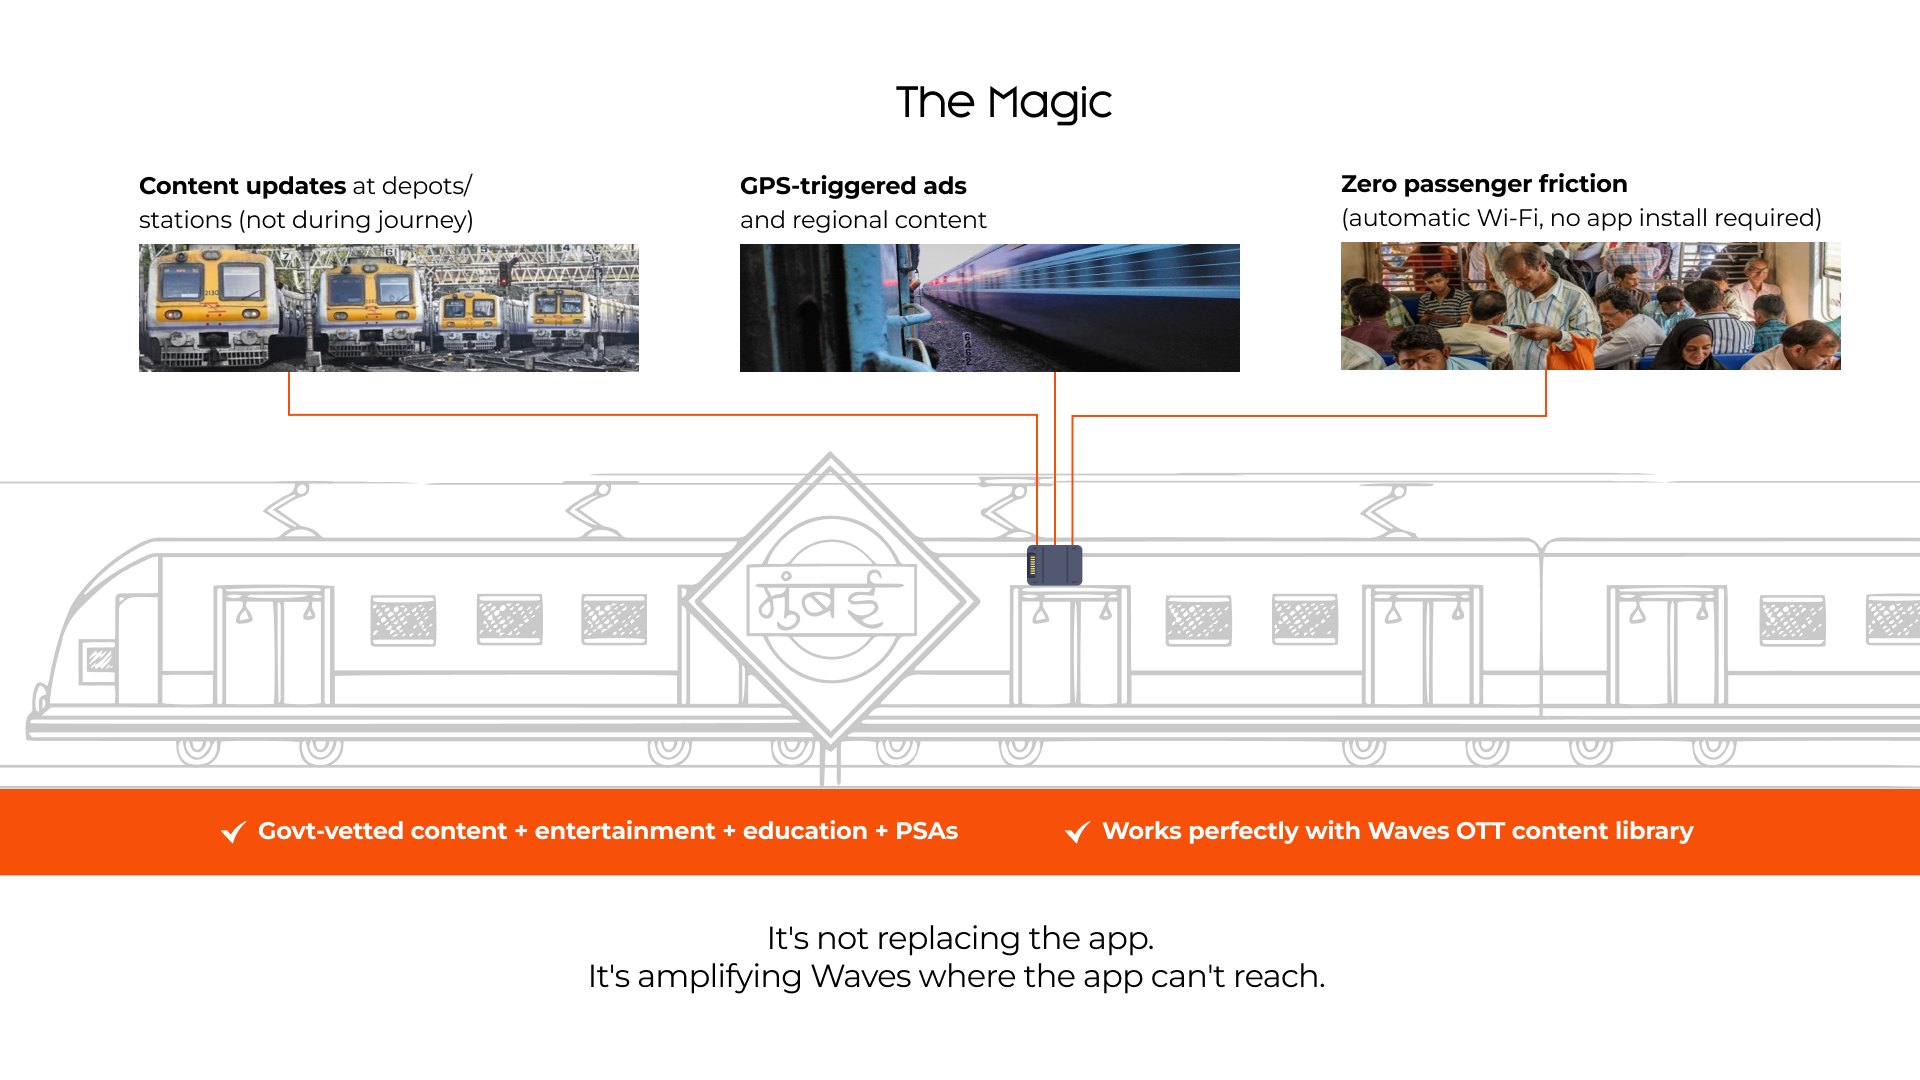 The Magic
Content updates at depots/
stations (not during journey)
GPS-triggered ads
and regional content
Zero passenger friction
(automatic Wi-Fi, no app install required)
मुंबई
Govt-vetted content + entertainment + education + PSAs
Works perfectly with Waves OTT content library
It's not replacing the app.
It's amplifying Waves where the app can't reach.